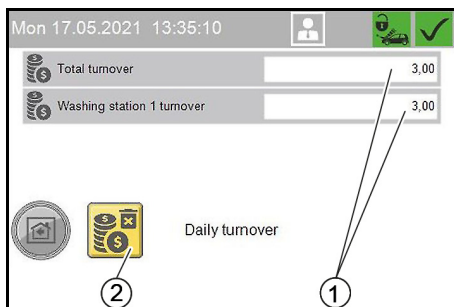 Mon 17.05.2021 13:35:10
Total turnover 3,00
Washing station 1 turnover 3,00
Daily turnover
2 1